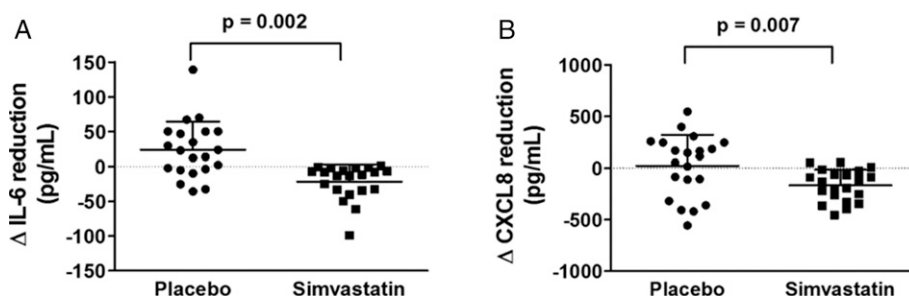 A
p = 0.002
Δ IL-6 reduction
(pg/mL)
150
100
50
0
-50
-100
-150
Placebo
Simvastatin
B
p = 0.007
Δ CXCL8 reduction
(pg/mL)
1000
500
0
-500
-1000
Placebo
Simvastatin